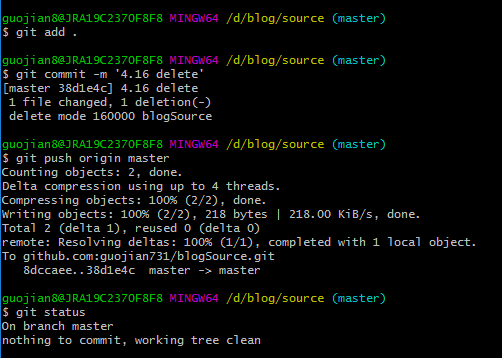 guojian8@JRA19C2370F8F8 MINGW64 /d/blog/source (master)
$ git add .
guojian8@JRA19C2370F8F8 MINGW64 /d/blog/source (master)
$ git commit -m '4.16 delete'
[master 38d1e4c] 4.16 delete
 1 file changed, 1 deletion(-)
 delete mode 160000 blogSource
guojian8@JRA19C2370F8F8 MINGW64 /d/blog/source (master)
$ git push origin master
Counting objects: 2, done.
Delta compression using up to 4 threads.
Compressing objects: 100% (2/2), done.
Writing objects: 100% (2/2), 218 bytes | 218.00 KiB/s, done.
Total 2 (delta 1), reused 0 (delta 0)
remote: Resolving deltas: 100% (1/1), completed with 1 local object.
To github.com:guojian731/blogSource.git
   8dccaee..38d1e4c  master -> master
guojian8@JRA19C2370F8F8 MINGW64 /d/blog/source (master)
$ git status
On branch master
nothing to commit, working tree clean